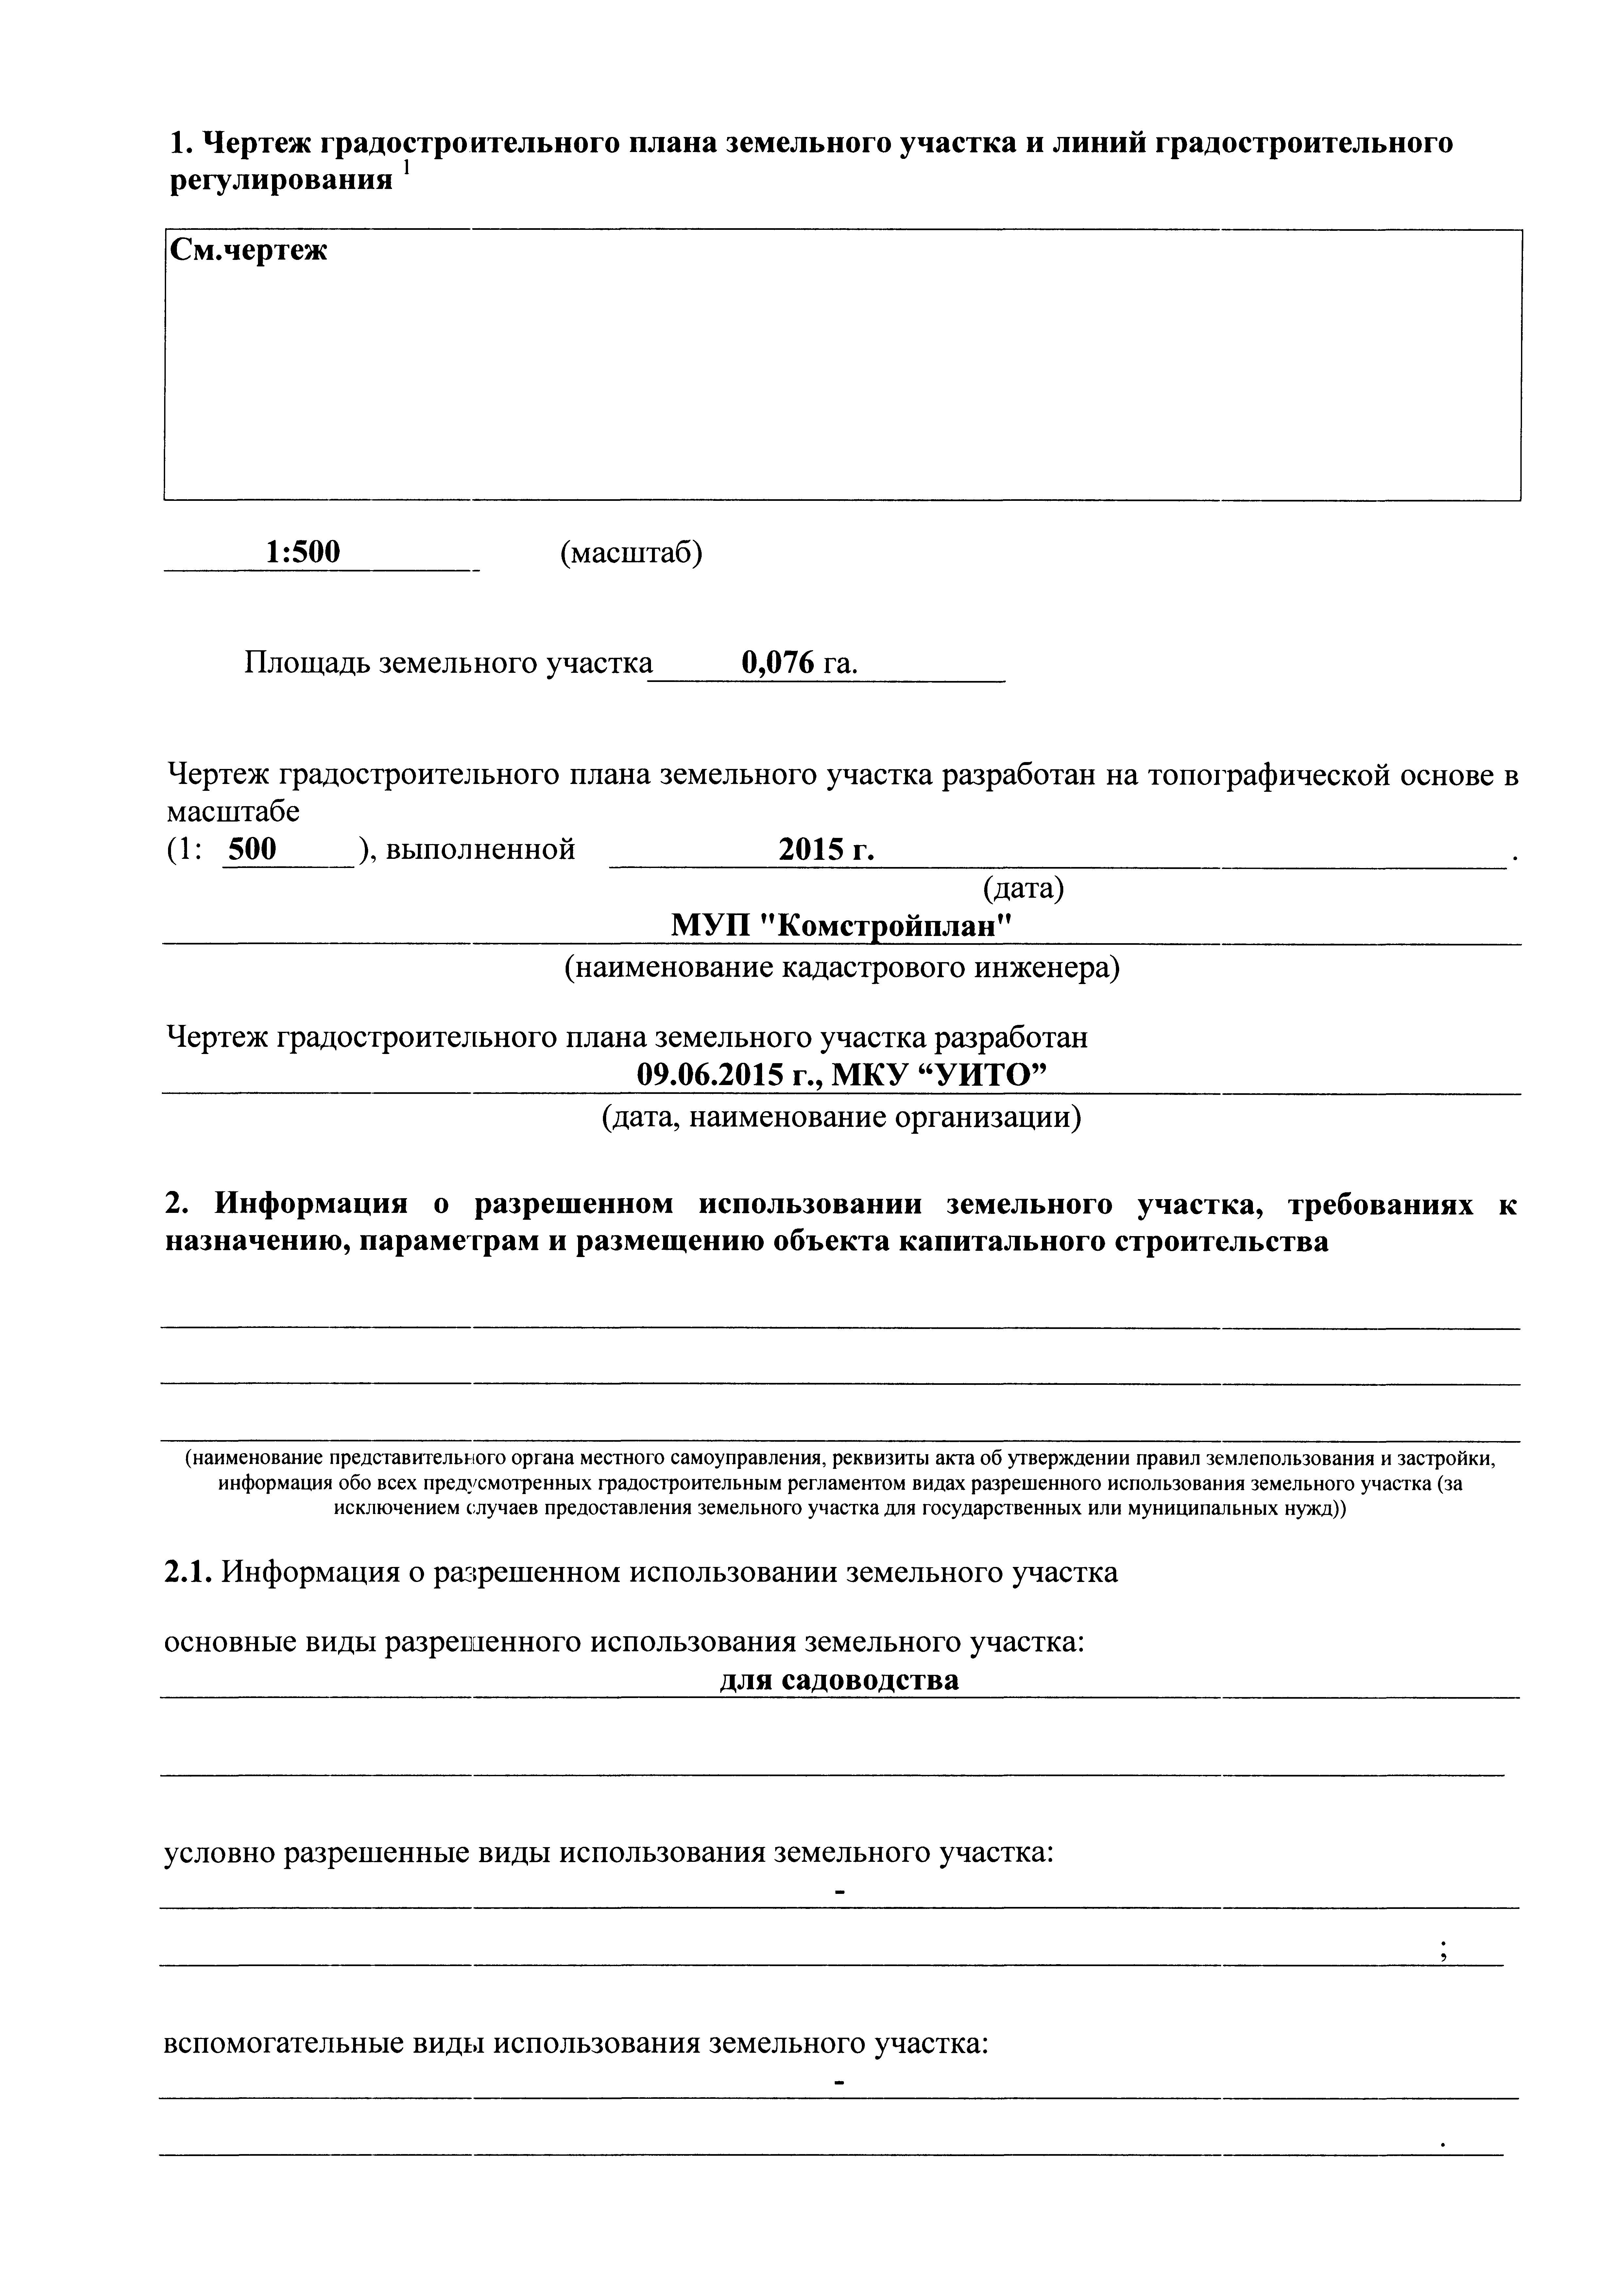 1. Чертеж градостроительного плана земельного участка и линий градостроительного
регулирования 1
См.чертеж
1:500 (масштаб)
Площадь земельного участка 0,076 га.
Чертеж градостроительного плана земельного участка разработан на топографической основе в
масштабе
(1: 500 ), выполненной 2015 г. .
(дата)
МУП "Комстройплан"
(наименование кадастрового инженера)
Чертеж градостроительного плана земельного участка разработан
09.06.2015 г., МКУ “УИТО”
(дата, наименование организации)
2. Информация о разрешенном использовании земельного участка, требованиях к
назначению, параметрам и размещению объекта капитального строительства
(наименование представительного органа местного самоуправления, реквизиты акта об утверждении правил землепользования и застройки,
информация обо всех предусмотренных градостроительным регламентом видах разрешенного использования земельного участка (за
исключением случаев предоставления земельного участка для государственных или муниципальных нужд))
2.1. Информация о разрешенном использовании земельного участка
основные виды разрешенного использования земельного участка:
для садоводства
условно разрешенные виды использования земельного участка:
-
;
вспомогательные виды использования земельного участка:
-
.